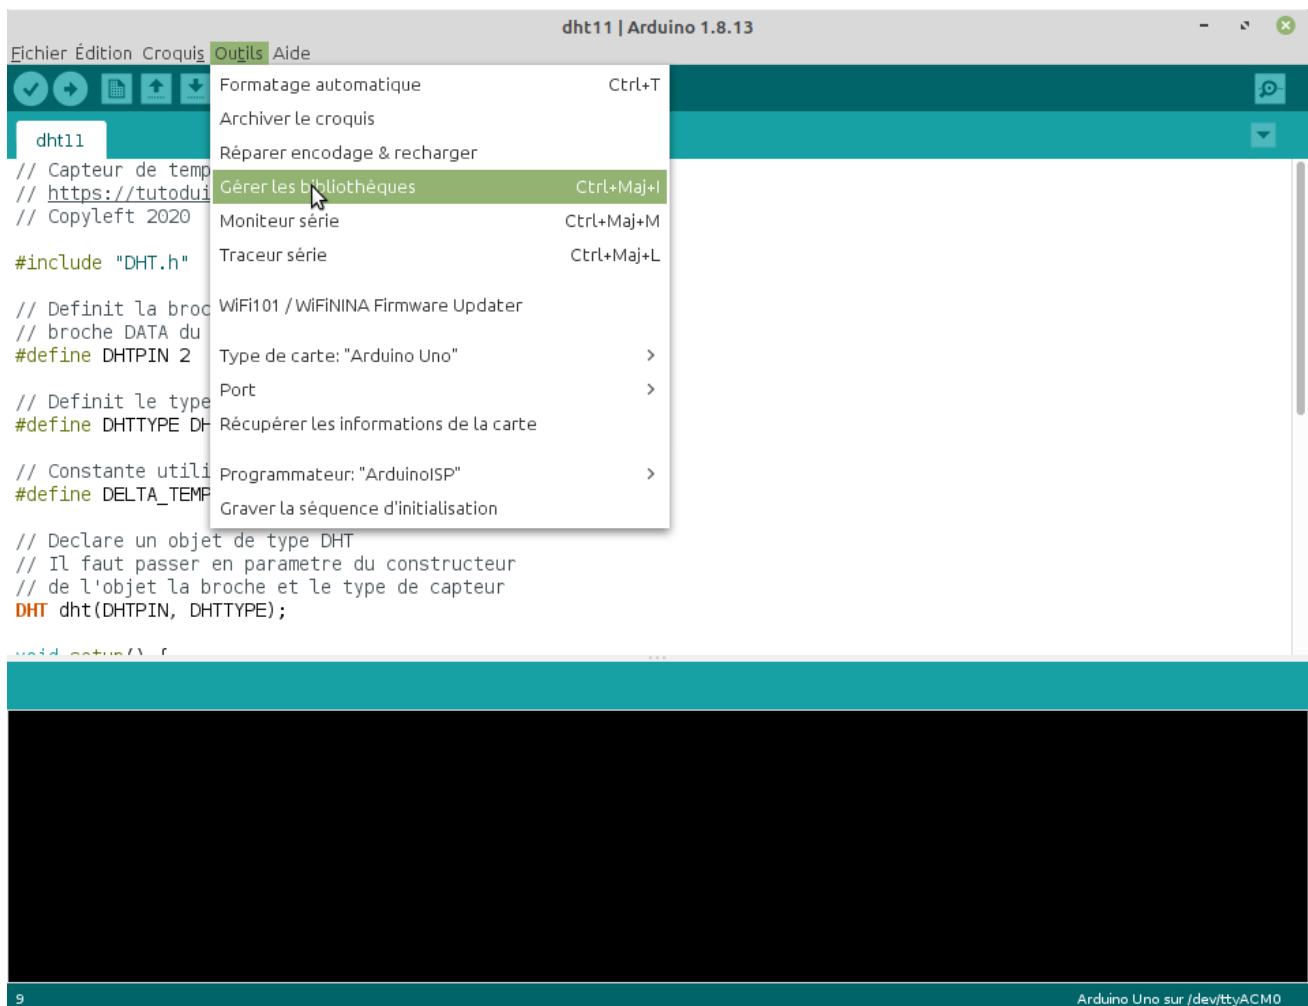 dht11 | Arduino 1.8.13
Fichier Édition Croquis Outils Aide
dht11
Formatage automatique Ctrl+T
Archiver le croquis
Réparer encodage & recharger
Gérer les bibliothèques Ctrl+Maj+I
Moniteur série Ctrl+Maj+M
Traceur série Ctrl+Maj+L
WiFi101 / WiFiNINA Firmware Updater
Type de carte: "Arduino Uno"
Port
Récupérer les informations de la carte
Programmateur: "ArduinoISP"
Graver la séquence d'initialisation
// Capteur de temp
// https://tutodui
// Copyleft 2020
#include "DHT.h"
// Definit la broc
// broche DATA du
#define DHTPIN 2
// Definit le type
#define DHTTYPE DH
// Constante utili
#define DELTA_TEMP
// Declare un objet de type DHT
// Il faut passer en parametre du constructeur
// de l'objet la broche et le type de capteur
DHT dht(DHTPIN, DHTTYPE);
void setup() {
9
Arduino Uno sur /dev/ttyACM0